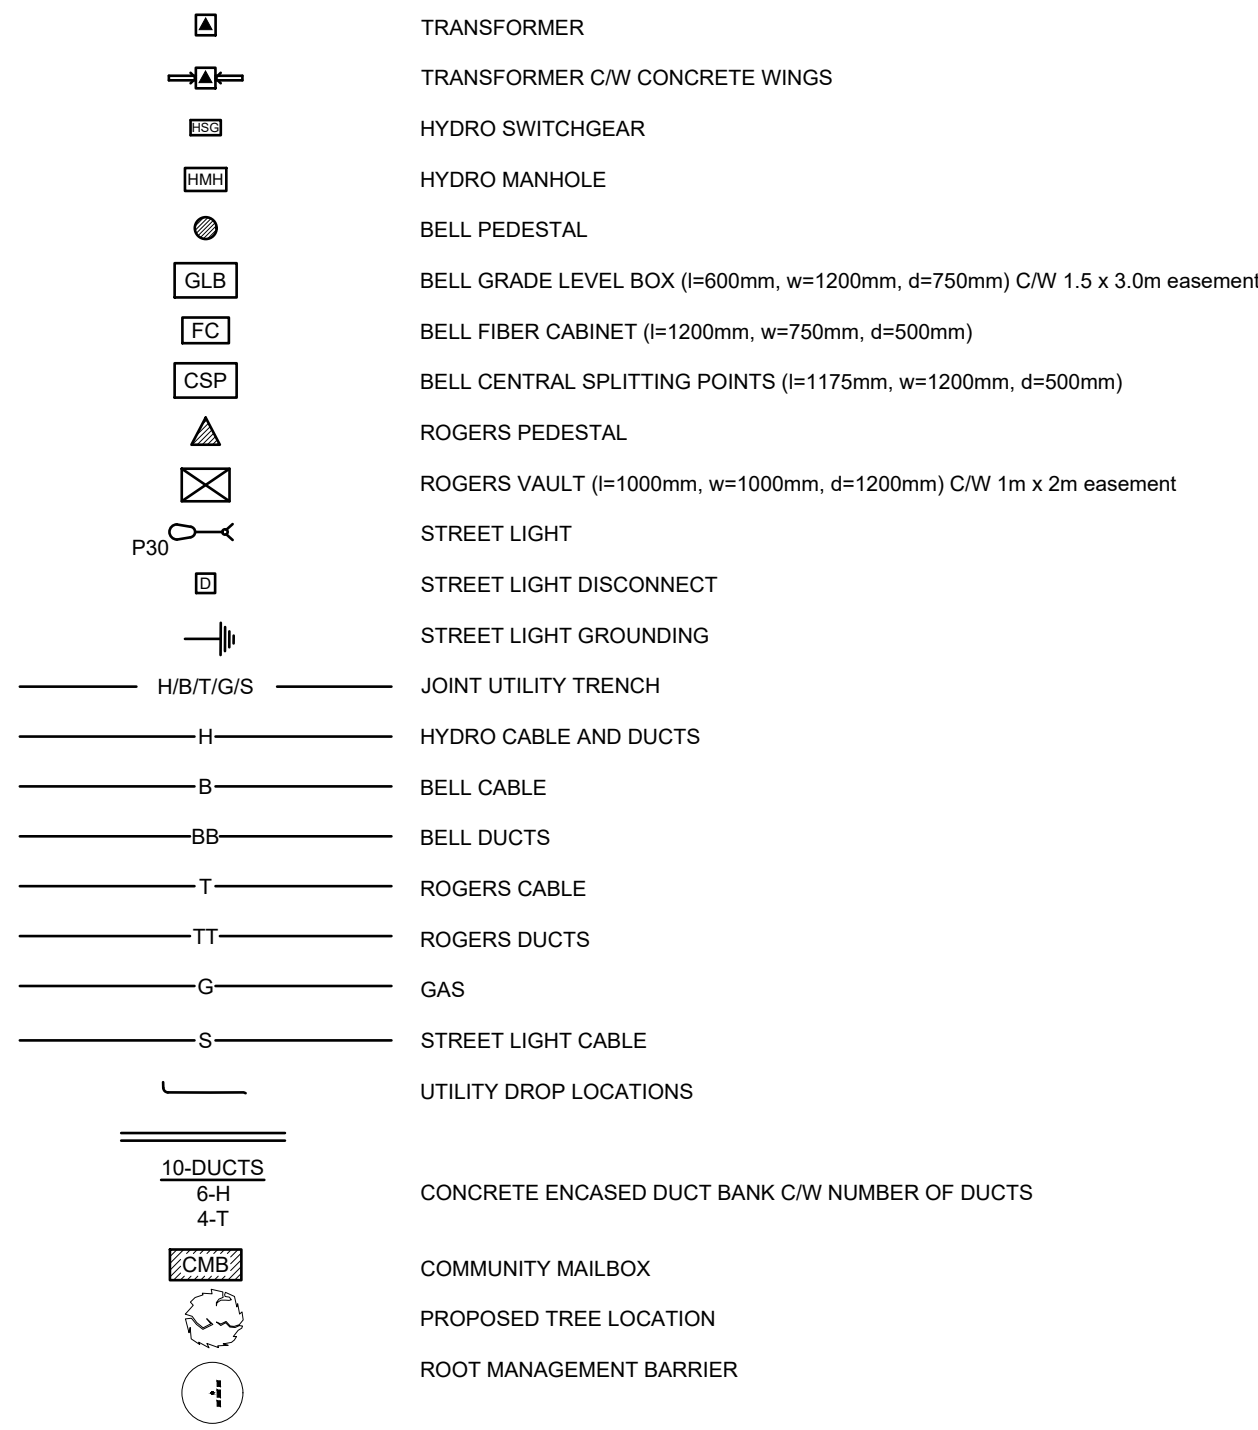 TRANSFORMER
TRANSFORMER C/W CONCRETE WINGS
HSG HYDRO SWITCHGEAR
HMH HYDRO MANHOLE
BELL PEDESTAL
GLB BELL GRADE LEVEL BOX (l=600mm, w=1200mm, d=750mm) C/W 1.5 x 3.0m easement
FC BELL FIBER CABINET (l=1200mm, w=750mm, d=500mm)
CSP BELL CENTRAL SPLITTING POINTS (l=1175mm, w=1200mm, d=500mm)
ROGERS PEDESTAL
ROGERS VAULT (l=1000mm, w=1000mm, d=1200mm) C/W 1m x 2m easement
P30 STREET LIGHT
D STREET LIGHT DISCONNECT
STREET LIGHT GROUNDING
H/B/T/G/S JOINT UTILITY TRENCH
H HYDRO CABLE AND DUCTS
B BELL CABLE
BB BELL DUCTS
T ROGERS CABLE
TT ROGERS DUCTS
G GAS
S STREET LIGHT CABLE
UTILITY DROP LOCATIONS
10-DUCTS
6-H CONCRETE ENCASED DUCT BANK C/W NUMBER OF DUCTS
4-T
CMB COMMUNITY MAILBOX
PROPOSED TREE LOCATION
ROOT MANAGEMENT BARRIER